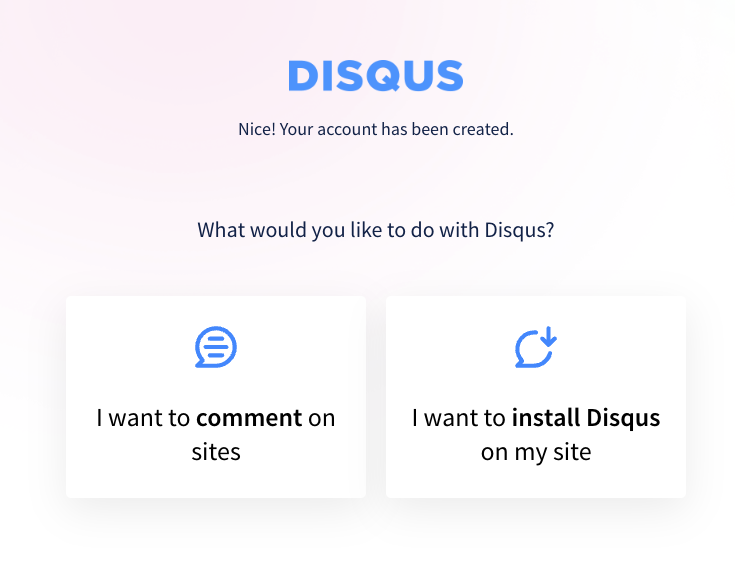 DISQUS
Nice! Your account has been created.
What would you like to do with Disqus?
I want to comment on
sites
I want to install Disqus
on my site